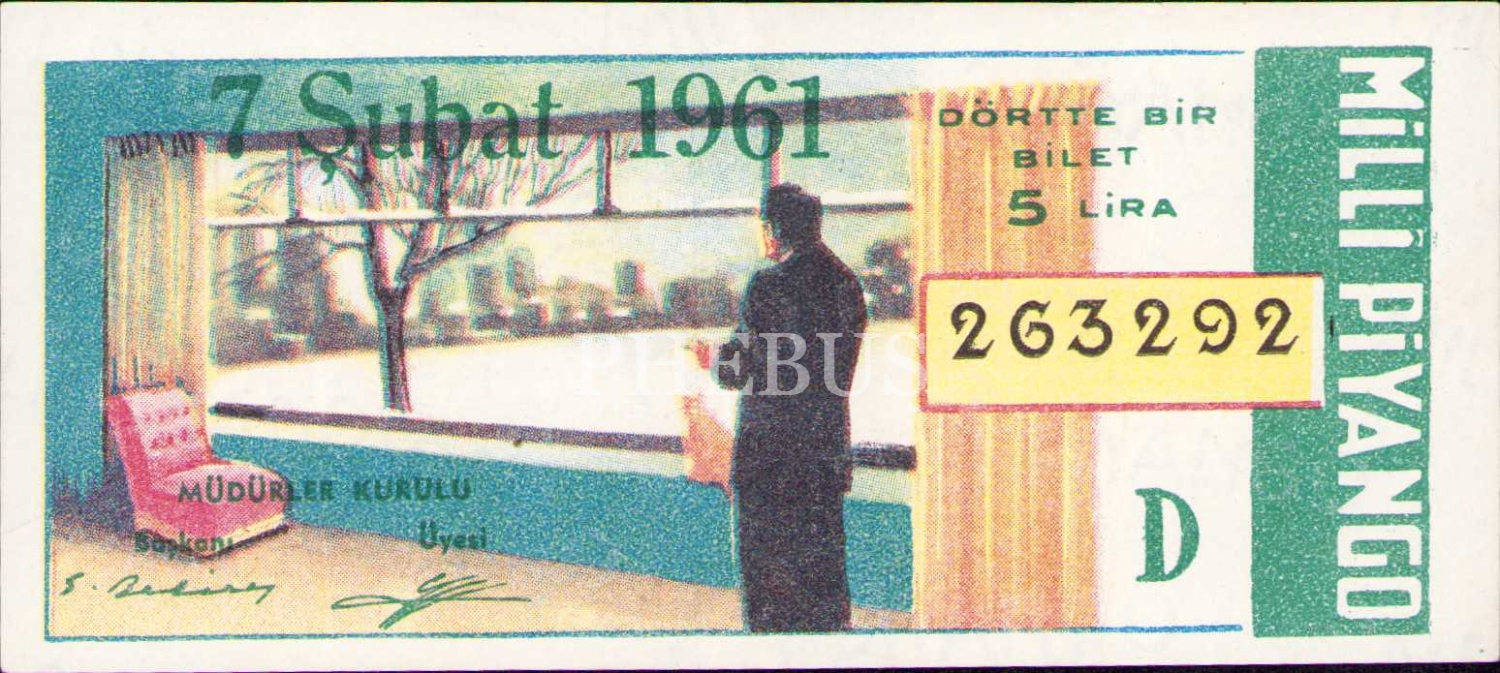 7 Şubat 1961
DÖRTTE BİR
BİLET
5 LİRA
263292
MİLLİ PİYANGO
PHEBUS
MÜDÜRLER KURULU
Başkanı Üyesi
D